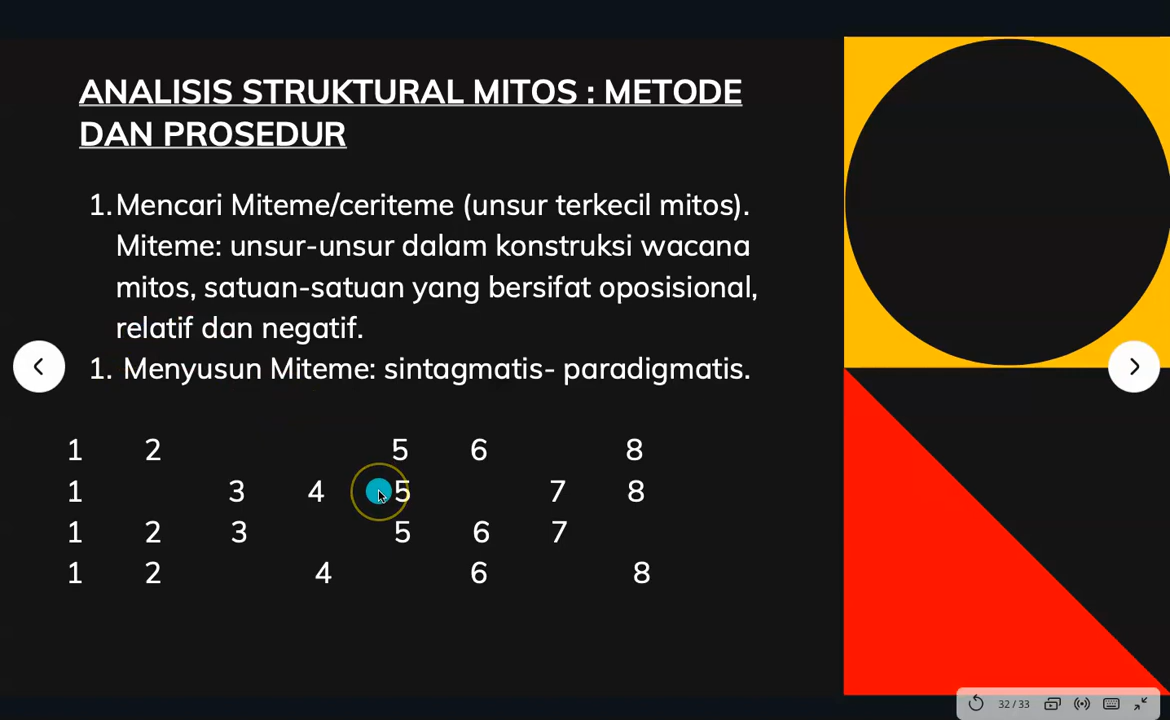 ANALISIS STRUKTURAL MITOS : METODE
DAN PROSEDUR
1. Mencari Miteme/ceriteme (unsur terkecil mitos).
Miteme: unsur-unsur dalam konstruksi wacana
mitos, satuan-satuan yang bersifat oposisional,
relatif dan negatif.
1. Menyusun Miteme: sintagmatis- paradigmatis.
1 2 5 6 8
1 3 4 5 7 8
1 2 3 5 6 7
1 2 4 6 8
32 / 33